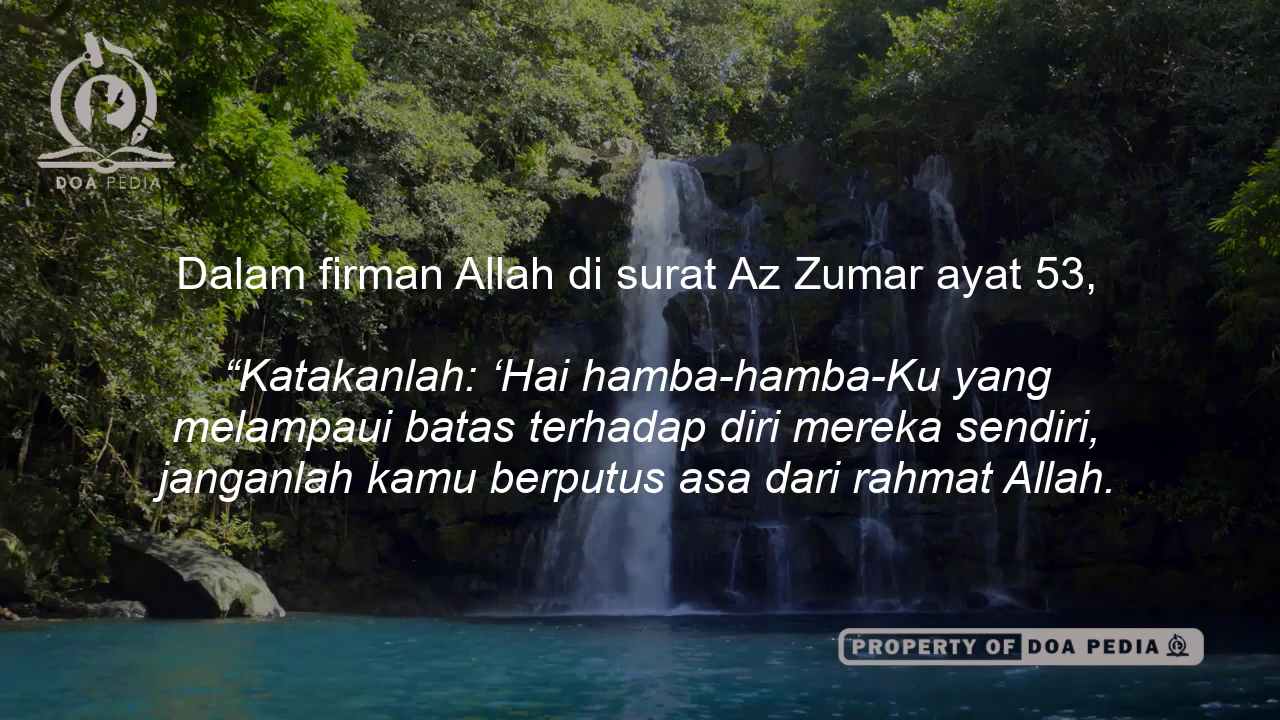 DOA PEDIA
Dalam firman Allah di surat Az Zumar ayat 53,
“Katakanlah: ‘Hai hamba-hamba-Ku yang
melampaui batas terhadap diri mereka sendiri,
janganlah kamu berputus asa dari rahmat Allah.
PROPERTY OF DOA PEDIA